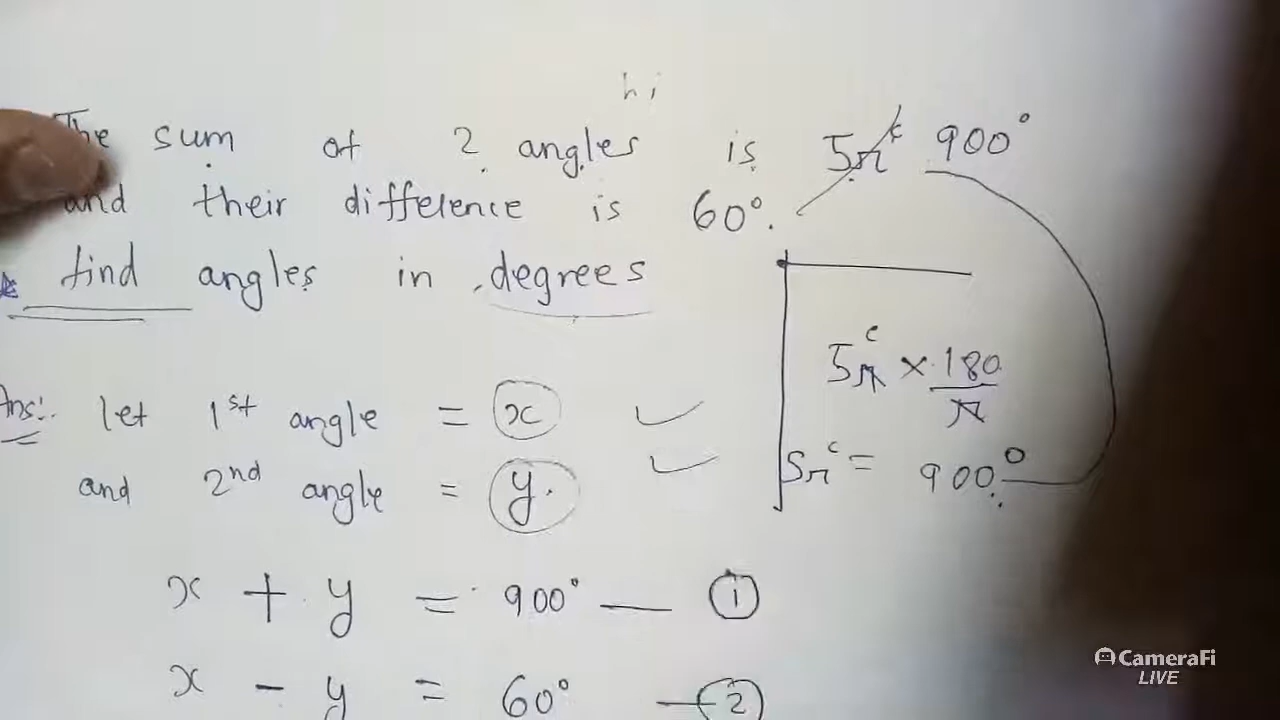 hi
The sum of 2 angles is 5π^c 900°
and their difference is 60°.
find angles in degrees
5π^c × 180/π
5π^c = 900°
Ans:. let 1st angle = x
and 2nd angle = y.
x + y = 900° — ①
x - y = 60° — ②
CameraFi
LIVE